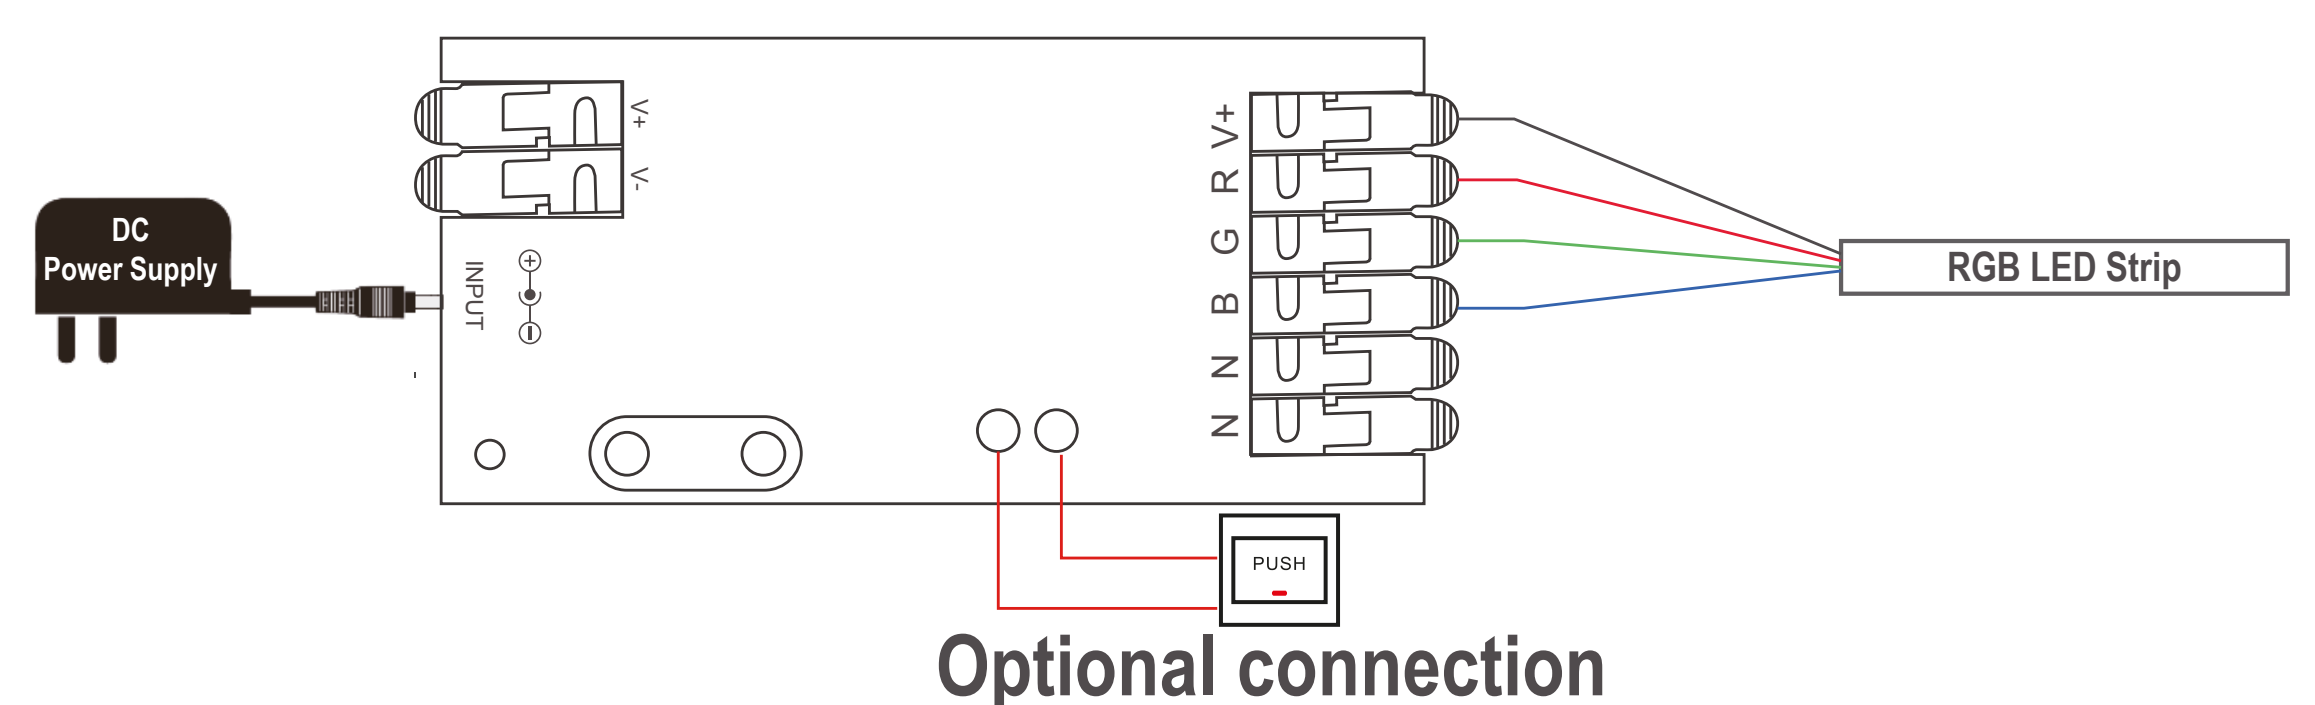 V+
V-
DC
Power Supply
INPUT
+
-
V+
R
G
B
N
N
RGB LED Strip
PUSH
Optional connection